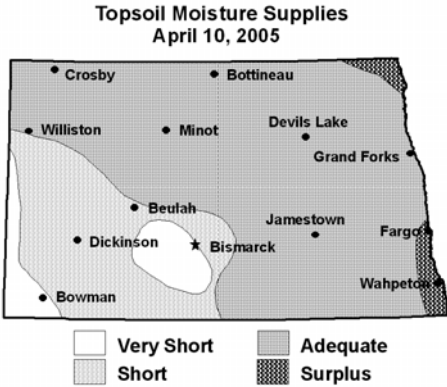 Topsoil Moisture Supplies
April 10, 2005
Crosby
Bottineau
Williston
Minot
Devils Lake
Grand Forks
Beulah
Jamestown
Fargo
Dickinson
Bismarck
Wahpeton
Bowman
Very Short
Adequate
Short
Surplus